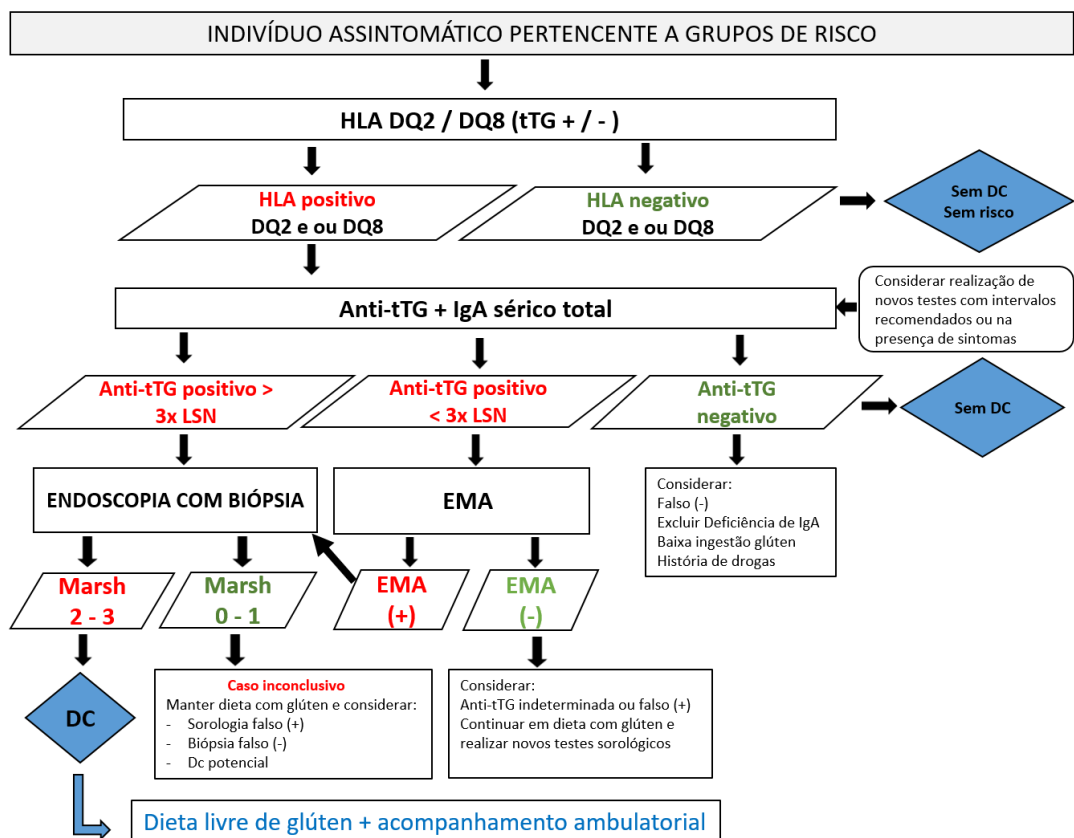 INDIVÍDUO ASSINTOMÁTICO PERTENCENTE A GRUPOS DE RISCO
HLA DQ2 / DQ8 (tTG + / - )
HLA positivo
DQ2 e ou DQ8
HLA negativo
DQ2 e ou DQ8
Sem DC
Sem risco
Anti-tTG + IgA sérico total
Considerar realização de
novos testes com intervalos
recomendados ou na
presença de sintomas
Anti-tTG positivo >
3x LSN
Anti-tTG positivo
< 3x LSN
Anti-tTG
negativo
Sem DC
ENDOSCOPIA COM BIÓPSIA
EMA
Considerar:
Falso (-)
Excluir Deficiência de IgA
Baixa ingestão glúten
História de drogas
Marsh
2 - 3
Marsh
0 - 1
EMA
(+)
EMA
(-)
DC
Caso inconclusivo
Manter dieta com glúten e considerar:
- Sorologia falso (+)
- Biópsia falso (-)
- Dc potencial
Considerar:
Anti-tTG indeterminada ou falso (+)
Continuar em dieta com glúten e
realizar novos testes sorológicos
Dieta livre de glúten + acompanhamento ambulatorial